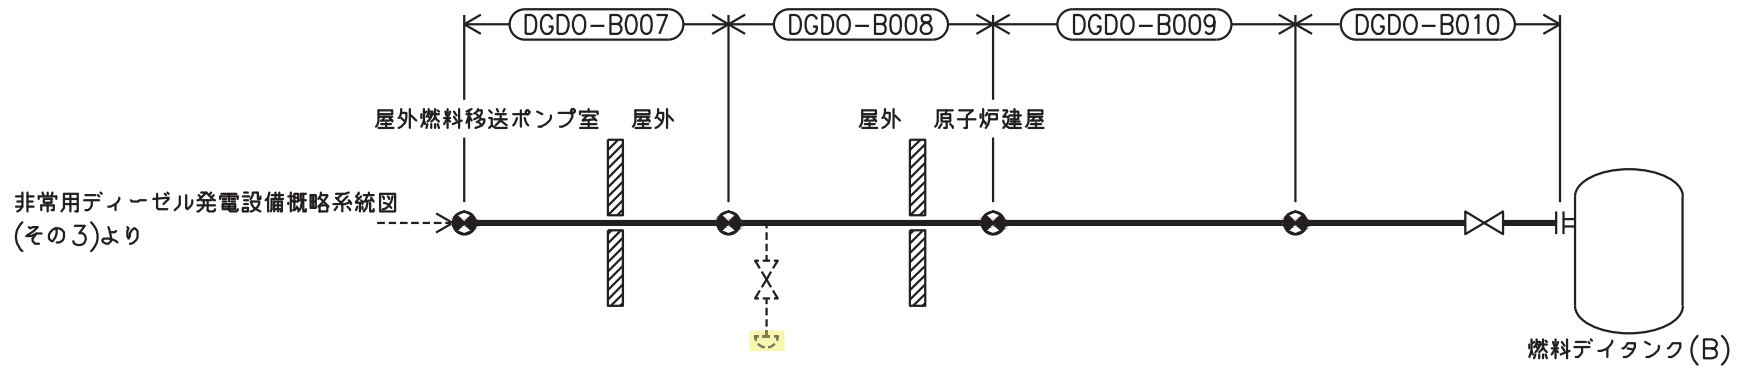 DGDO-B007 DGDO-B008 DGDO-B009 DGDO-B010
屋外燃料移送ポンプ室 屋外 屋外 原子炉建屋
非常用ディーゼル発電設備概略系統図
(その3)より
燃料デイタンク(B)